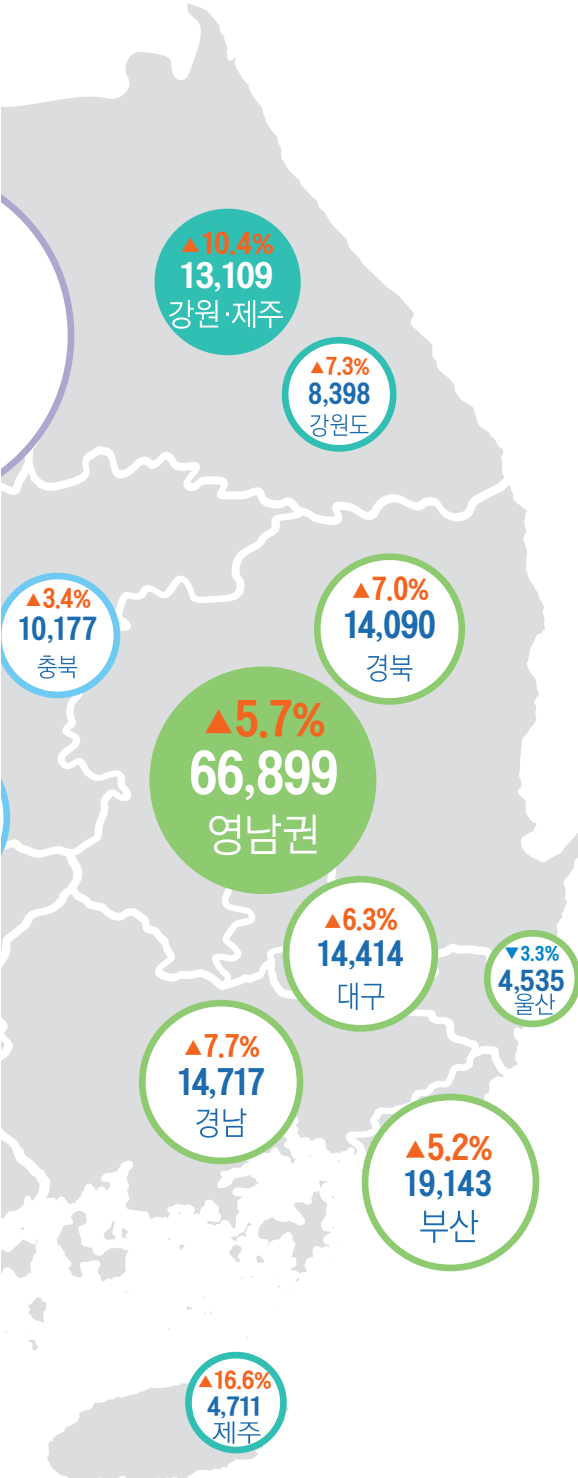 ▲10.4%
13,109
강원·제주
▲7.3%
8,398
강원도
▲3.4%
10,177
충북
▲7.0%
14,090
경북
▲5.7%
66,899
영남권
▲6.3%
14,414
대구
▼3.3%
4,535
울산
▲7.7%
14,717
경남
▲5.2%
19,143
부산
▲16.6%
4,711
제주